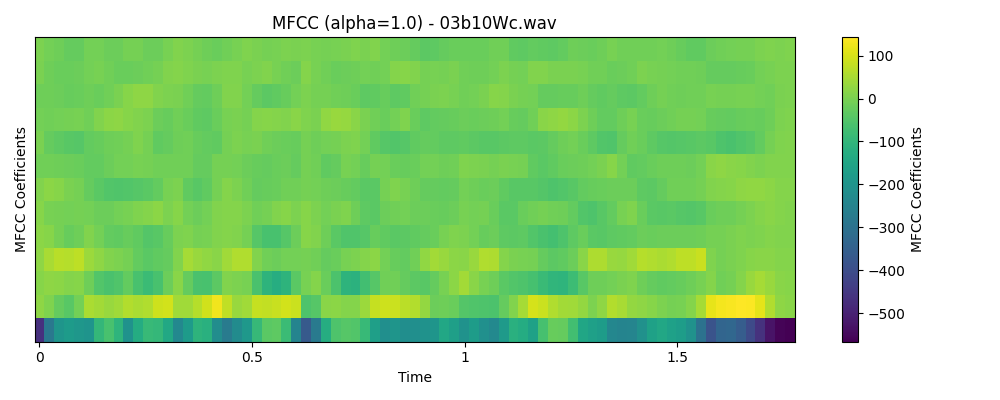 MFCC (alpha=1.0) - 03b10Wc.wav
MFCC Coefficients
0
0.5
1
1.5
Time
100
0
−100
−200
−300
−400
−500
MFCC Coefficients